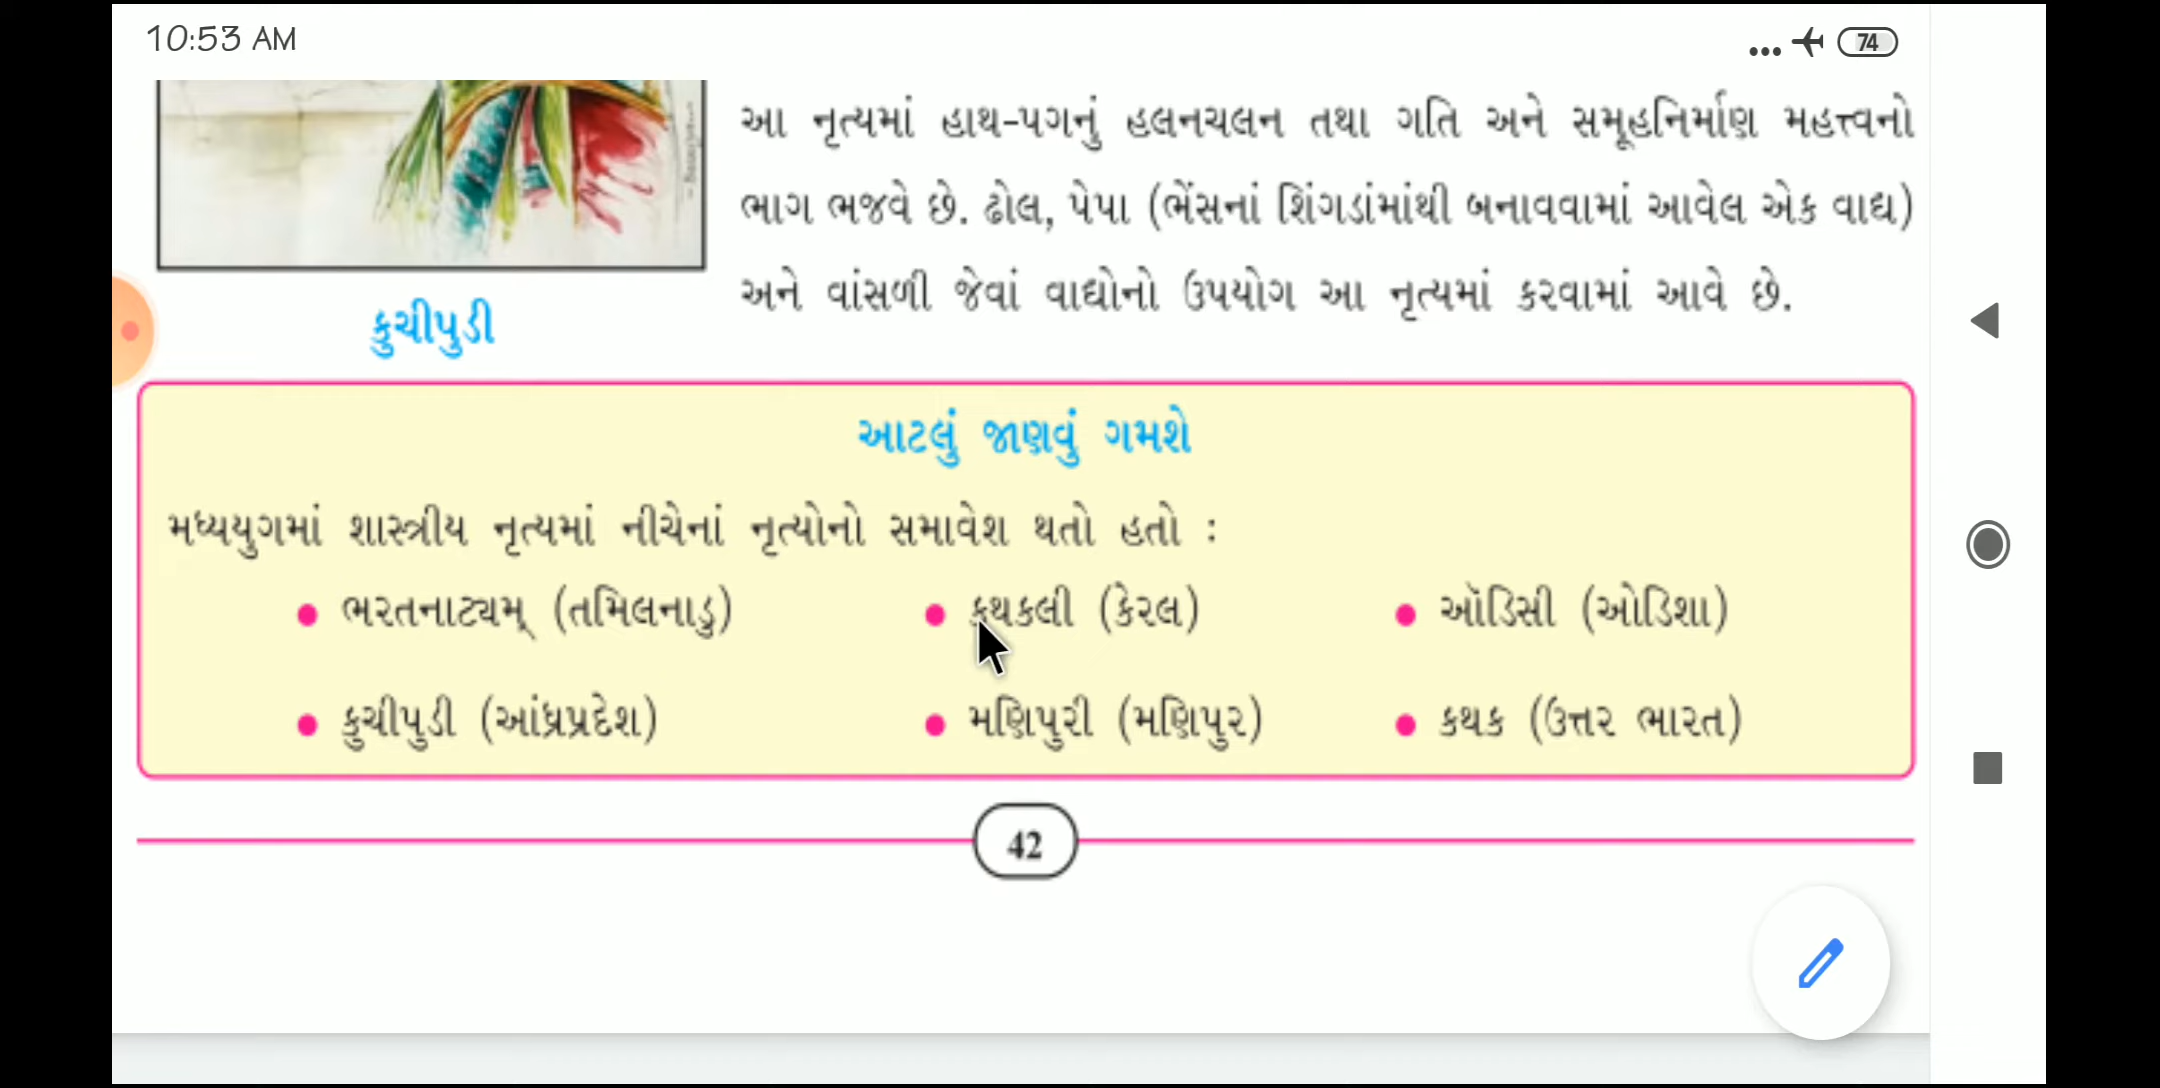 10:53 AM
74
આ નૃત્યમાં હાથ-પગનું હલનચલન તથા ગતિ અને સમૂહનિર્માણ મહત્ત્વનો
ભાગ ભજવે છે. ઢોલ, પેપા (ભેંસનાં શિંગડાંમાંથી બનાવવામાં આવેલ એક વાદ્ય)
અને વાંસળી જેવાં વાદ્યોનો ઉપયોગ આ નૃત્યમાં કરવામાં આવે છે.
કુચીપુડી
આટલું જાણવું ગમશે
મધ્યયુગમાં શાસ્ત્રીય નૃત્યમાં નીચેનાં નૃત્યોનો સમાવેશ થતો હતો :
• ભરતનાટ્યમ્ (તમિલનાડુ) • કથકલી (કેરલ) • ઑડિસી (ઓડિશા)
• કુચીપુડી (આંધ્રપ્રદેશ) • મણિપુરી (મણિપુર) • કથક (ઉત્તર ભારત)
42